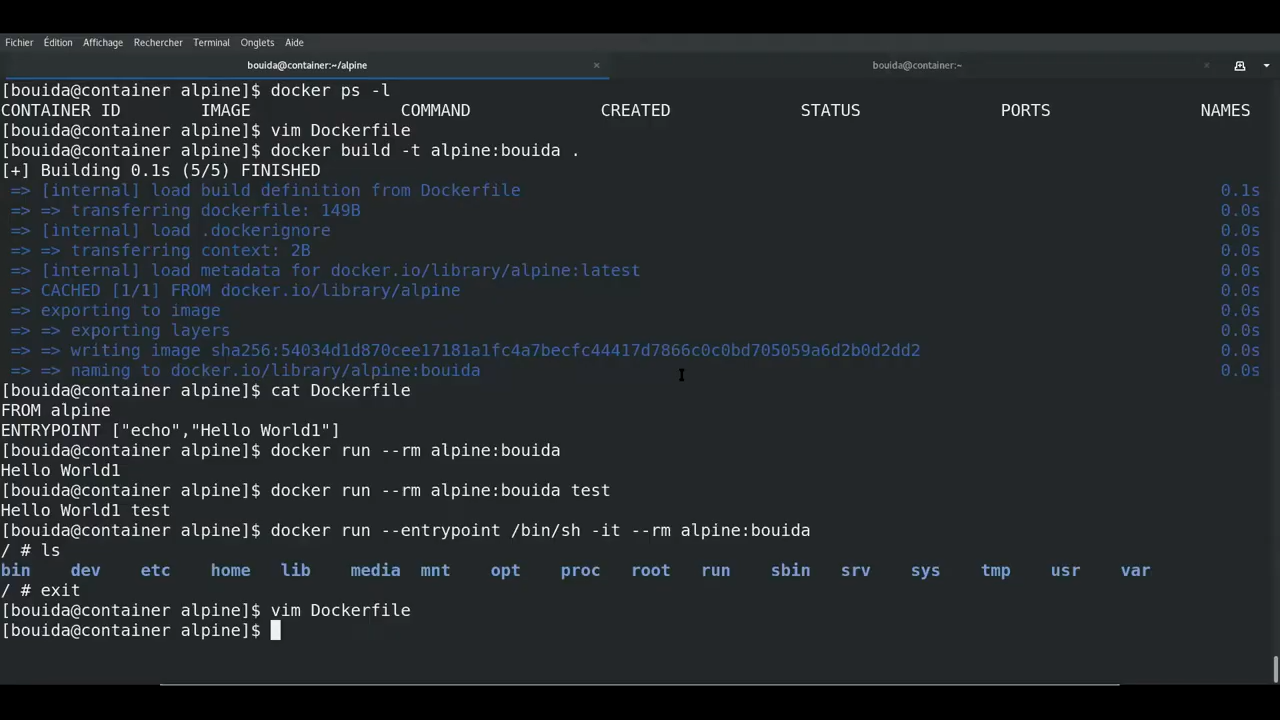 Fichier Édition Affichage Rechercher Terminal Onglets Aide
bouida@container:~/alpine × bouida@container:~ ×
[bouida@container alpine]$ docker ps -l
CONTAINER ID IMAGE COMMAND CREATED STATUS PORTS NAMES
[bouida@container alpine]$ vim Dockerfile
[bouida@container alpine]$ docker build -t alpine:bouida .
[+] Building 0.1s (5/5) FINISHED
=> [internal] load build definition from Dockerfile 0.1s
=> => transferring dockerfile: 149B 0.0s
=> [internal] load .dockerignore 0.0s
=> => transferring context: 2B 0.0s
=> [internal] load metadata for docker.io/library/alpine:latest 0.0s
=> CACHED [1/1] FROM docker.io/library/alpine 0.0s
=> exporting to image 0.0s
=> => exporting layers 0.0s
=> => writing image sha256:54034d1d870cee17181a1fc4a7becfc44417d7866c0c0bd705059a6d2b0d2dd2 0.0s
=> => naming to docker.io/library/alpine:bouida 0.0s
[bouida@container alpine]$ cat Dockerfile
FROM alpine
ENTRYPOINT ["echo","Hello World1"]
[bouida@container alpine]$ docker run --rm alpine:bouida
Hello World1
[bouida@container alpine]$ docker run --rm alpine:bouida test
Hello World1 test
[bouida@container alpine]$ docker run --entrypoint /bin/sh -it --rm alpine:bouida
/ # ls
bin dev etc home lib media mnt opt proc root run sbin srv sys tmp usr var
/ # exit
[bouida@container alpine]$ vim Dockerfile
[bouida@container alpine]$